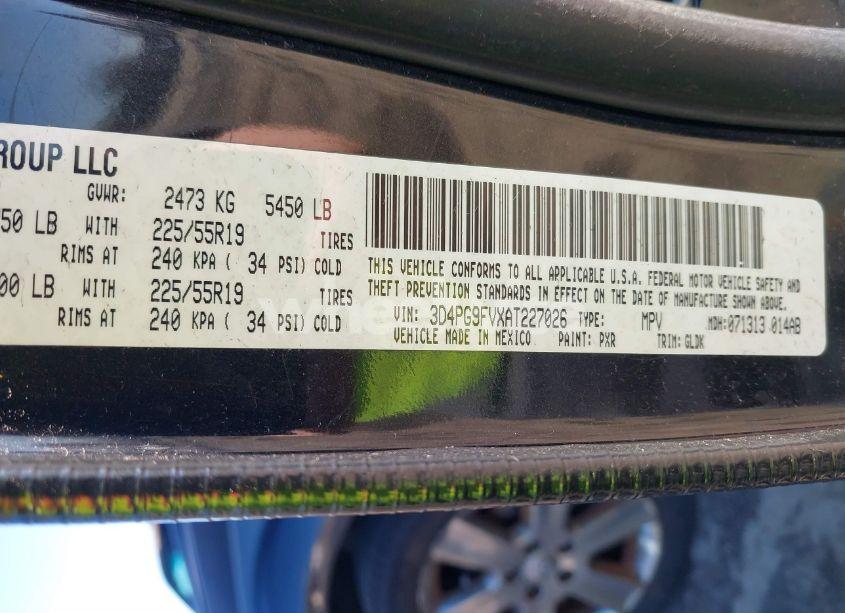 ROUP LLC
GVWR: 2473 KG 5450 LB
50 LB WITH 225/55R19 TIRES
RIMS AT 240 KPA ( 34 PSI) COLD
00 LB WITH 225/55R19 TIRES
RIMS AT 240 KPA ( 34 PSI) COLD
THIS VEHICLE CONFORMS TO ALL APPLICABLE U.S.A. FEDERAL MOTOR VEHICLE SAFETY AND
THEFT PREVENTION STANDARDS IN EFFECT ON THE DATE OF MANUFACTURE SHOWN ABOVE.
VIN: 3D4PG9FVXAT227026 TYPE: MPV MDH:071313 014AB
VEHICLE MADE IN MEXICO PAINT: PXR TRIM: GLDK